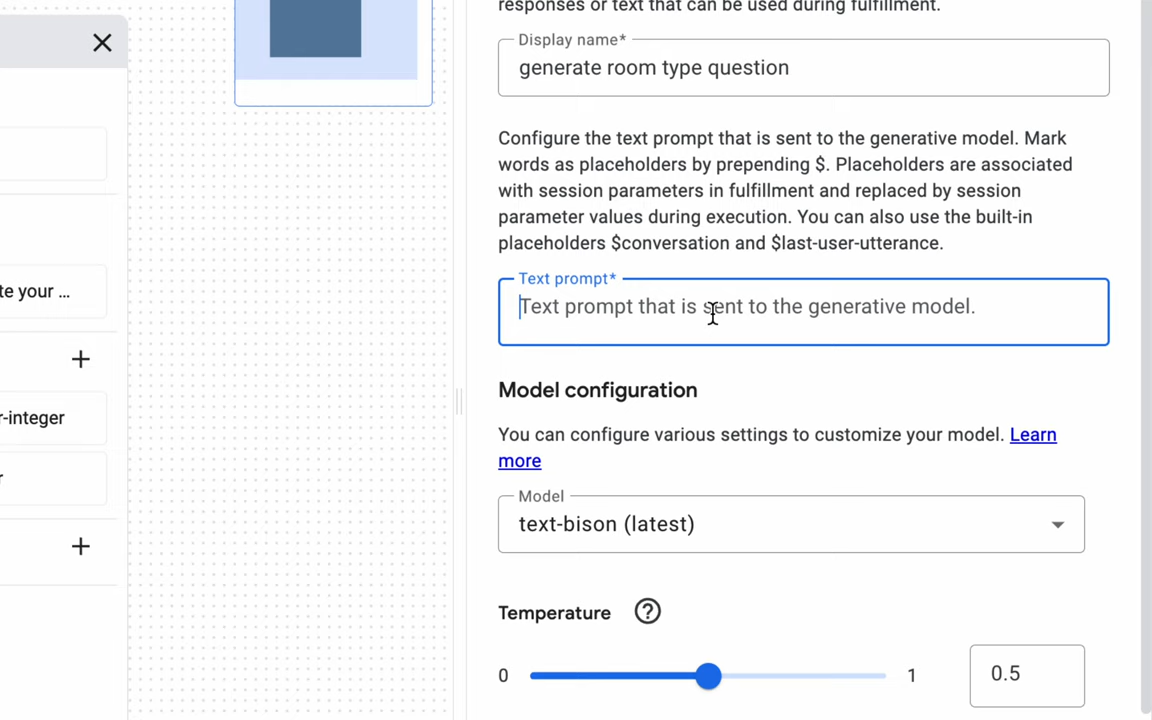 responses or text that can be used during fulfillment.
Display name*
generate room type question
Configure the text prompt that is sent to the generative model. Mark
words as placeholders by prepending $. Placeholders are associated
with session parameters in fulfillment and replaced by session
parameter values during execution. You can also use the built-in
placeholders $conversation and $last-user-utterance.
te your ...
Text prompt*
Text prompt that is sent to the generative model.
Model configuration
r-integer
You can configure various settings to customize your model. Learn
more
r
Model
text-bison (latest)
Temperature
0
1
0.5